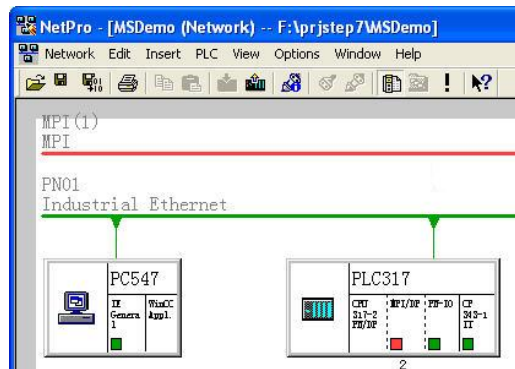 NetPro - [MSDemo (Network) -- F:\prjstep7\MSDemo]
Network Edit Insert PLC View Options Window Help
MPI(1)
MPI
PN01
Industrial Ethernet
PC547
IE
Genera
l
WinCC
Appl.
PLC317
CPU
317-2
PN/DP
MPI/DP
PN-IO
CP
343-1
IT
2